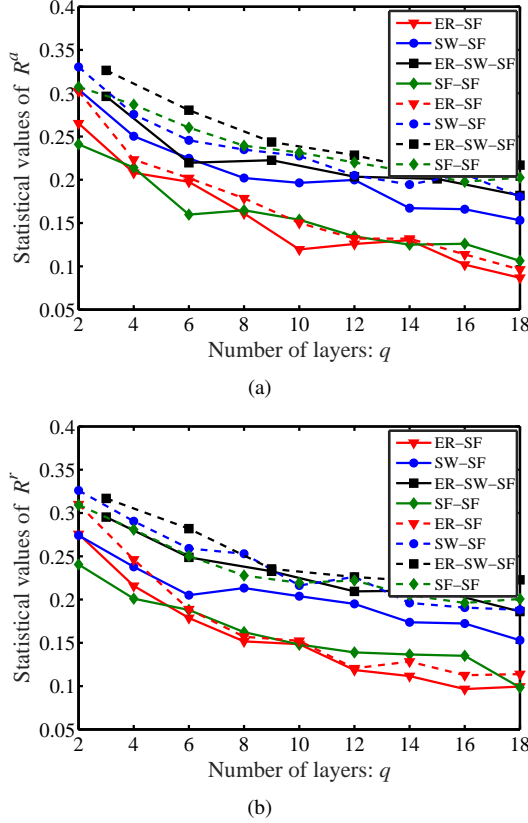 0.4
0.35
0.3
0.25
0.2
0.15
0.1
0.05
Statistical values of R^a
2 4 6 8 10 12 14 16 18
Number of layers: q
ER–SF
SW–SF
ER–SW–SF
SF–SF
ER–SF
SW–SF
ER–SW–SF
SF–SF
(a)
0.4
0.35
0.3
0.25
0.2
0.15
0.1
0.05
Statistical values of R^r
2 4 6 8 10 12 14 16 18
Number of layers: q
ER–SF
SW–SF
ER–SW–SF
SF–SF
ER–SF
SW–SF
ER–SW–SF
SF–SF
(b)